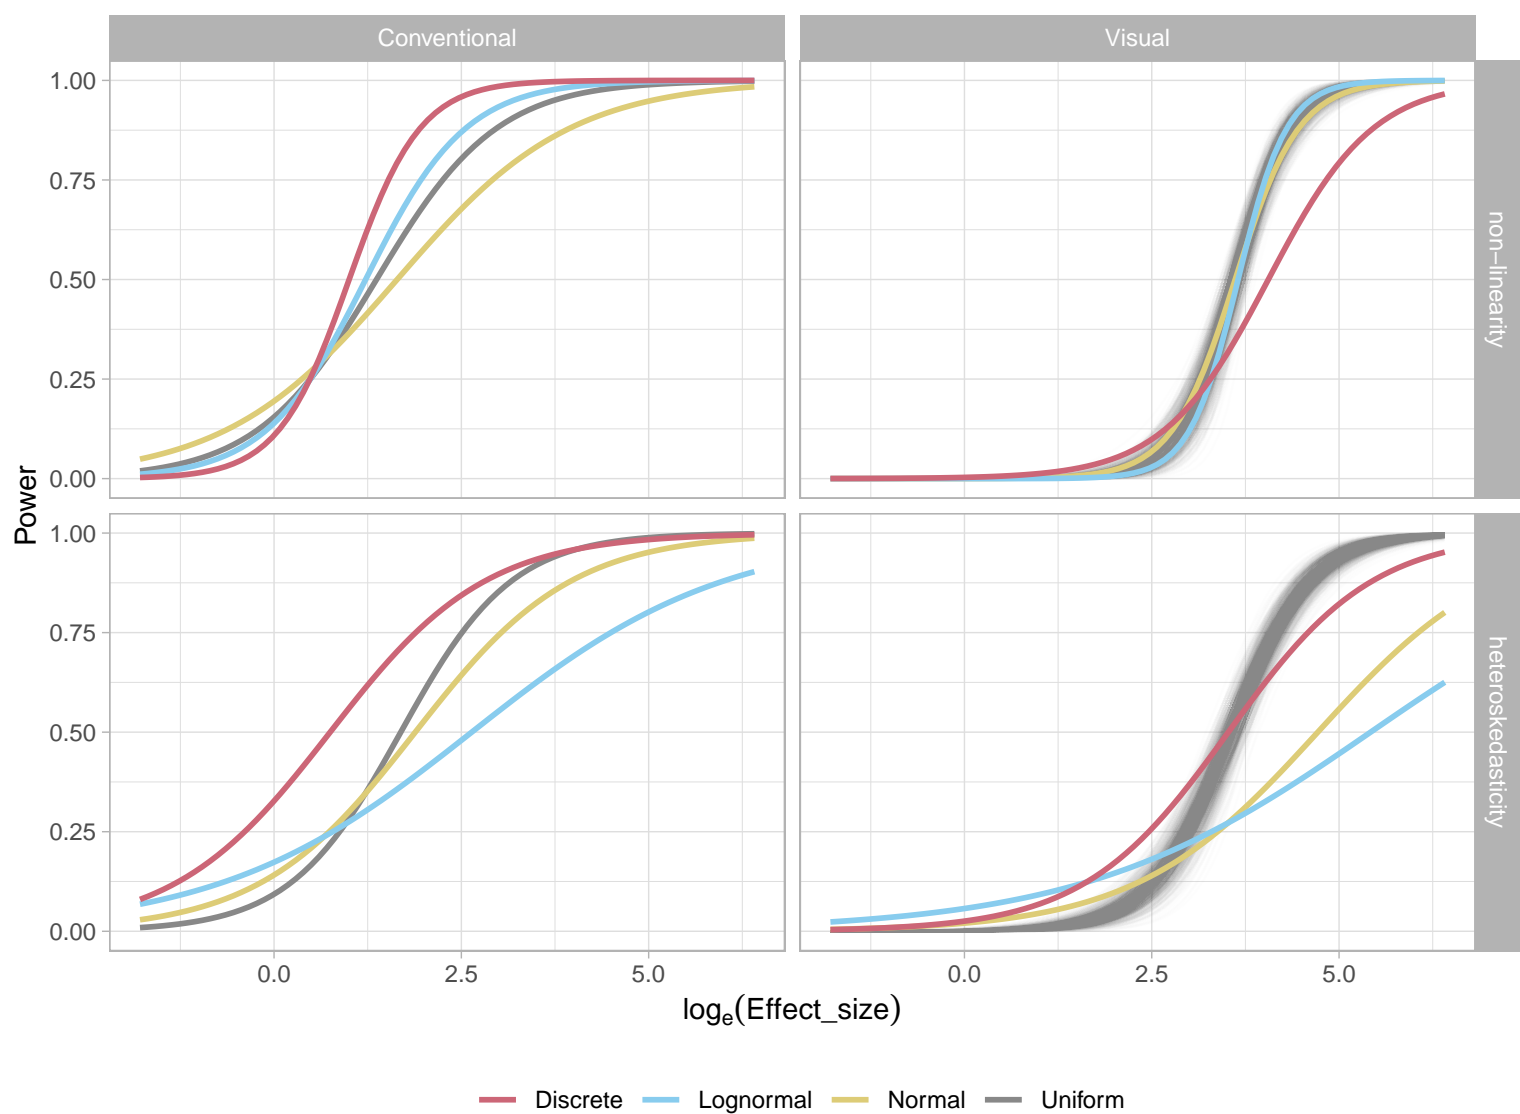 Conventional
Visual
1.00
0.75
0.50
0.25
0.00
non−linearity
Power
1.00
0.75
0.50
0.25
0.00
heteroskedasticity
0.0 2.5 5.0
0.0 2.5 5.0
logₑ(Effect_size)
Discrete Lognormal Normal Uniform